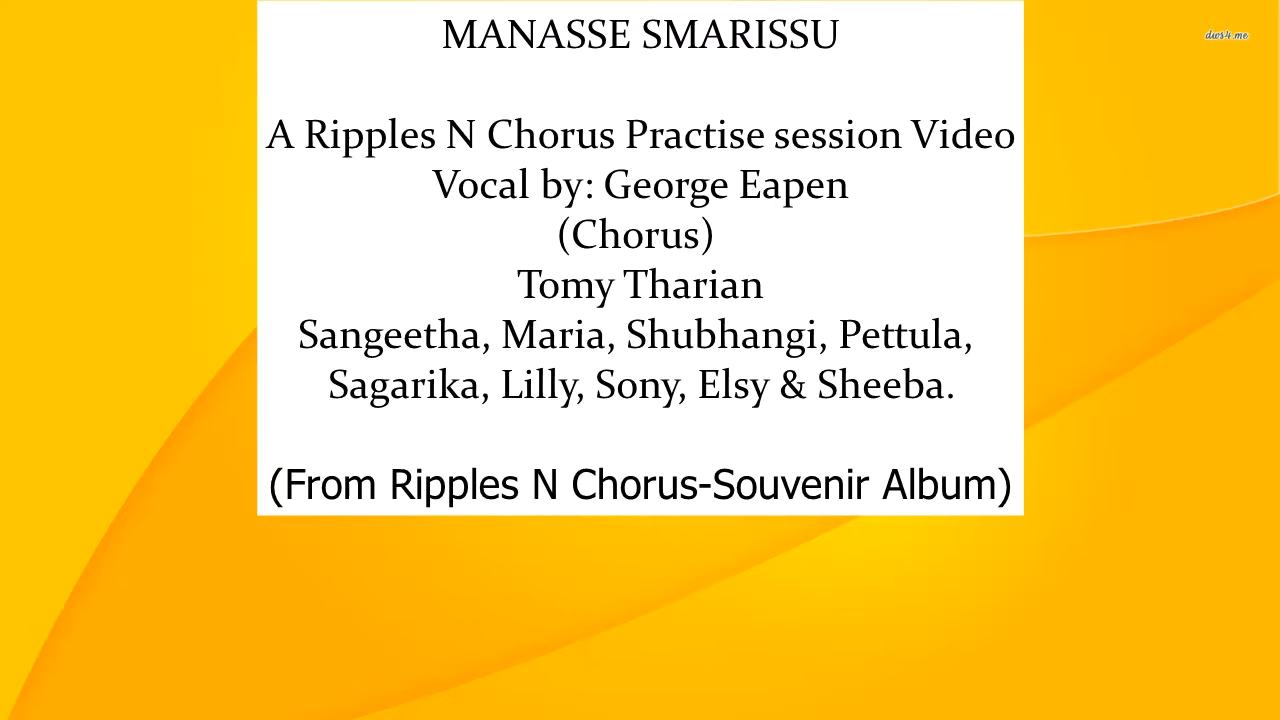 MANASSE SMARISSU
dws4.me
A Ripples N Chorus Practise session Video
Vocal by: George Eapen
(Chorus)
Tomy Tharian
Sangeetha, Maria, Shubhangi, Pettula,
Sagarika, Lilly, Sony, Elsy & Sheeba.
(From Ripples N Chorus-Souvenir Album)